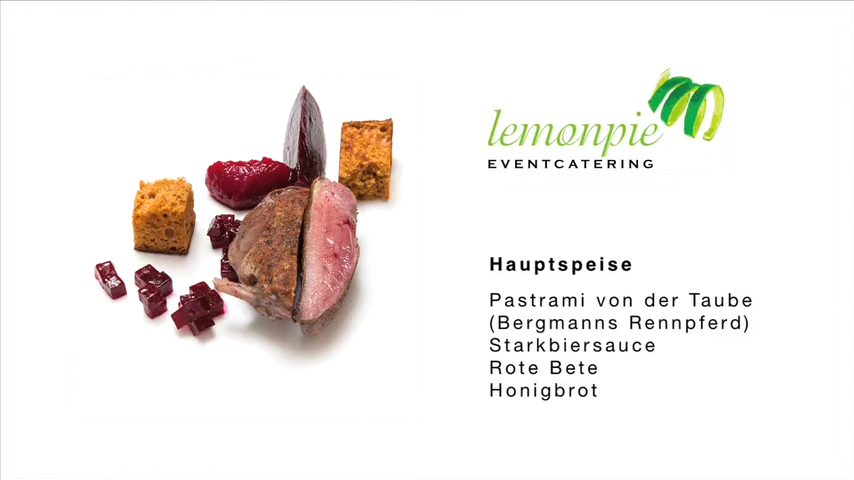 lemonpie
EVENTCATERING
Hauptspeise
Pastrami von der Taube
(Bergmanns Rennpferd)
Starkbiersauce
Rote Bete
Honigbrot